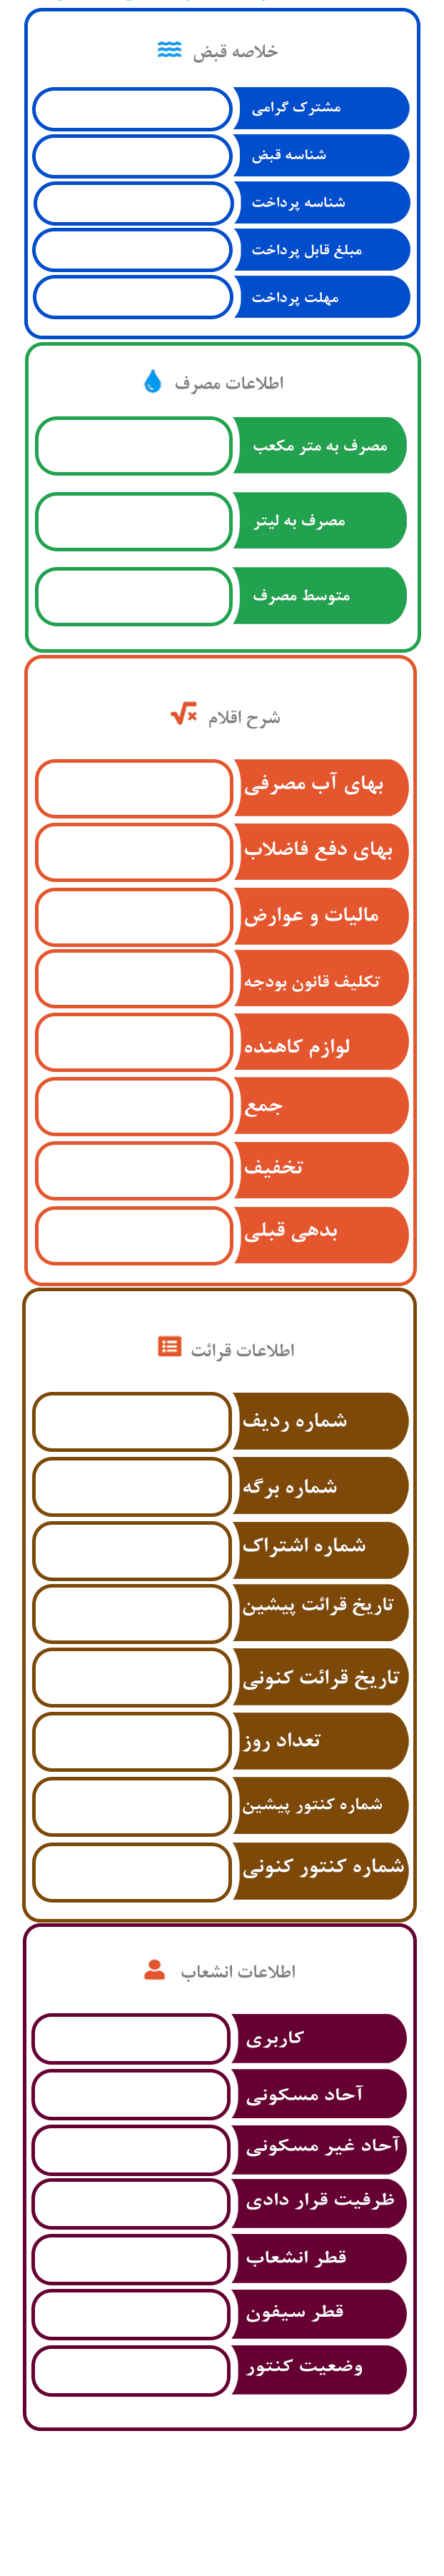 خلاصه قبض
مشترک گرامی
شناسه قبض
شناسه پرداخت
مبلغ قابل پرداخت
مهلت پرداخت
اطلاعات مصرف
مصرف به متر مکعب
مصرف به لیتر
متوسط مصرف
شرح اقلام
بهای آب مصرفی
بهای دفع فاضلاب
مالیات و عوارض
تکلیف قانون بودجه
لوازم کاهنده
جمع
تخفیف
بدهی قبلی
اطلاعات قرائت
شماره ردیف
شماره برگه
شماره اشتراک
تاریخ قرائت پیشین
تاریخ قرائت کنونی
تعداد روز
شماره کنتور پیشین
شماره کنتور کنونی
اطلاعات انشعاب
کاربری
آحاد مسکونی
آحاد غیر مسکونی
ظرفیت قرار دادی
قطر انشعاب
قطر سیفون
وضعیت کنتور